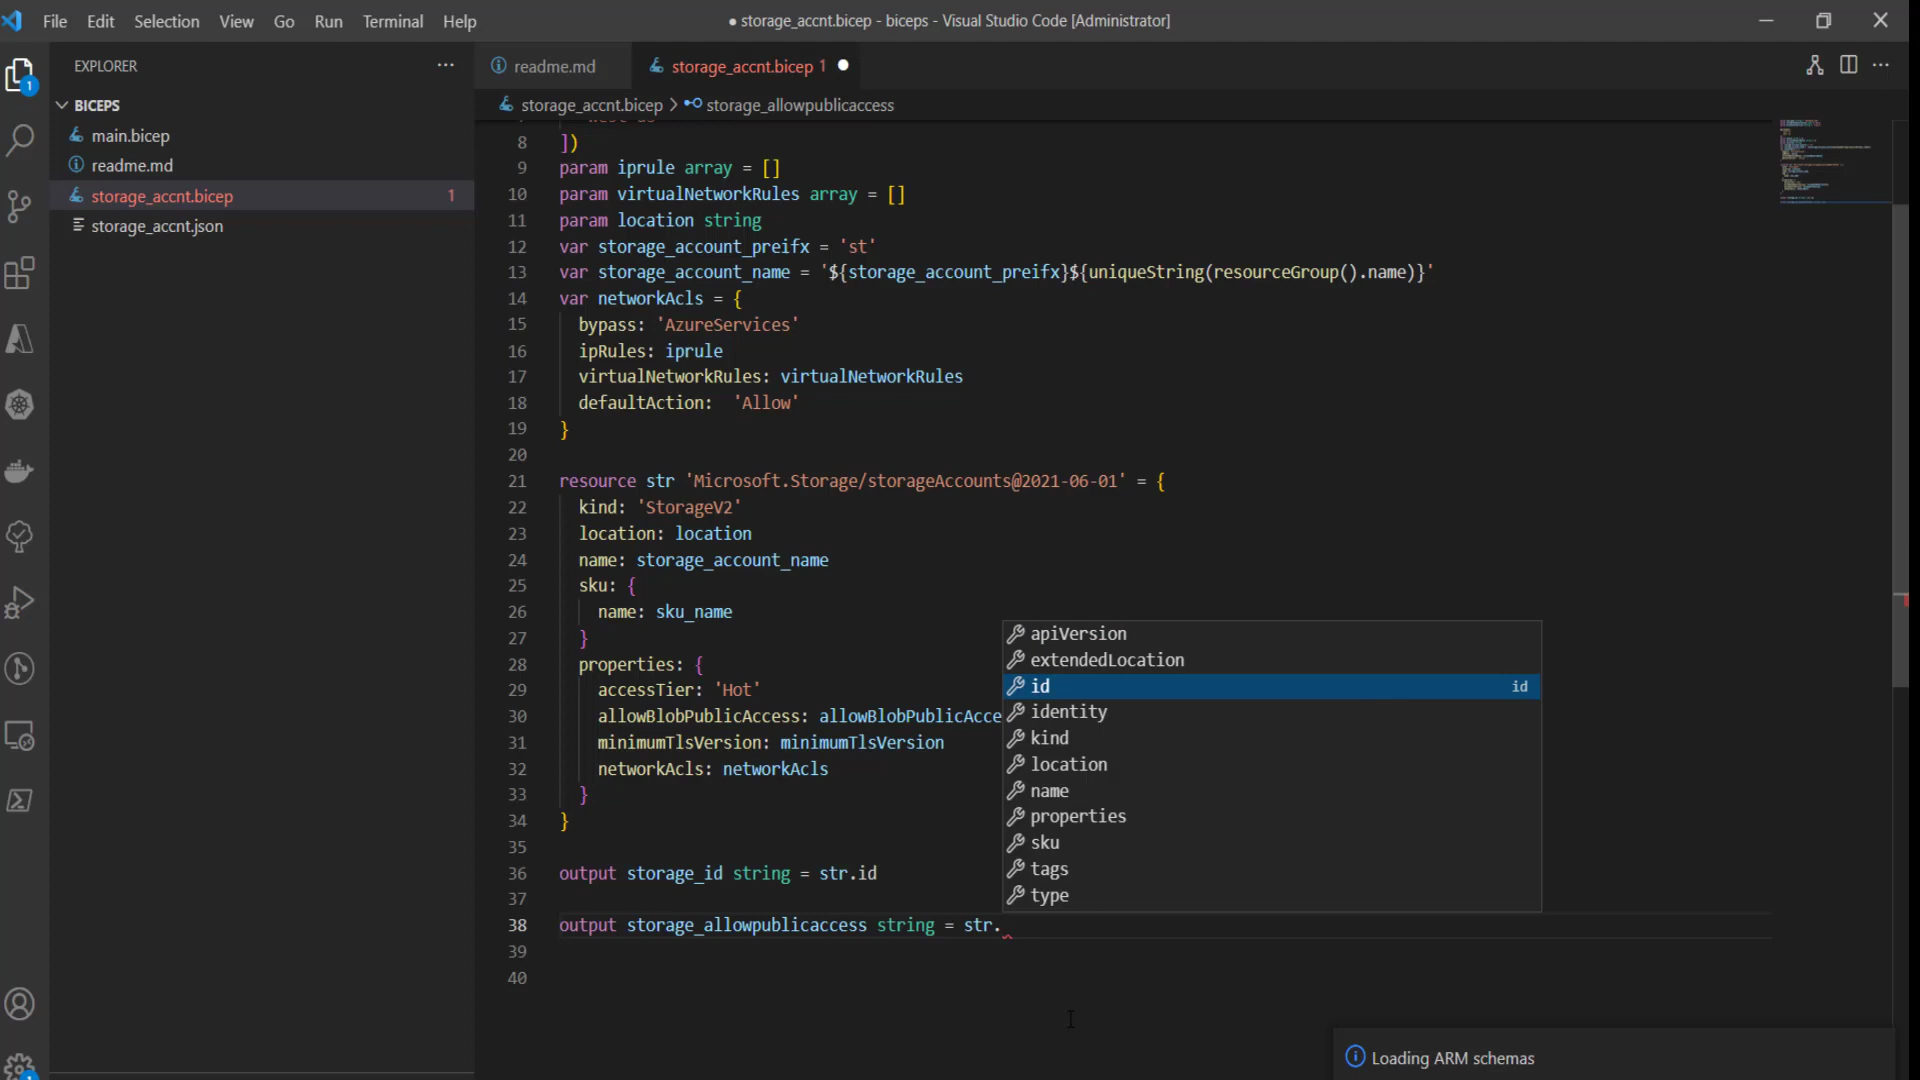 File Edit Selection View Go Run Terminal Help
● storage_accnt.bicep - biceps - Visual Studio Code [Administrator]
EXPLORER
BICEPS
main.bicep
readme.md
storage_accnt.bicep 1
storage_accnt.json
1
readme.md
storage_accnt.bicep 1
storage_accnt.bicep > storage_allowpublicaccess
8 ])
9 param iprule array = []
10 param virtualNetworkRules array = []
11 param location string
12 var storage_account_preifx = 'st'
13 var storage_account_name = '${storage_account_preifx}${uniqueString(resourceGroup().name)}'
14 var networkAcls = {
15 bypass: 'AzureServices'
16 ipRules: iprule
17 virtualNetworkRules: virtualNetworkRules
18 defaultAction:  'Allow'
19 }
20
21 resource str 'Microsoft.Storage/storageAccounts@2021-06-01' = {
22 kind: 'StorageV2'
23 location: location
24 name: storage_account_name
25 sku: {
26 name: sku_name
27 }
28 properties: {
29 accessTier: 'Hot'
30 allowBlobPublicAccess: allowBlobPublicAcce
31 minimumTlsVersion: minimumTlsVersion
32 networkAcls: networkAcls
33 }
34 }
35
36 output storage_id string = str.id
37
38 output storage_allowpublicaccess string = str.
39
40
apiVersion
extendedLocation
id id
identity
kind
location
name
properties
sku
tags
type
Loading ARM schemas